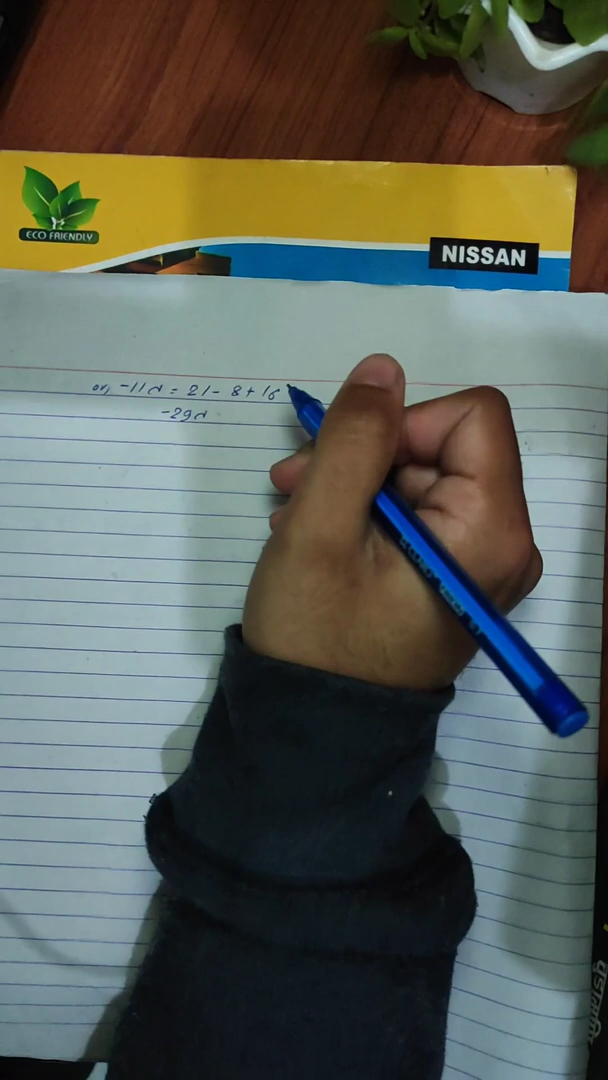 ECO FRIENDLY
NISSAN
or, -11d = 21 - 8 + 16
-29d